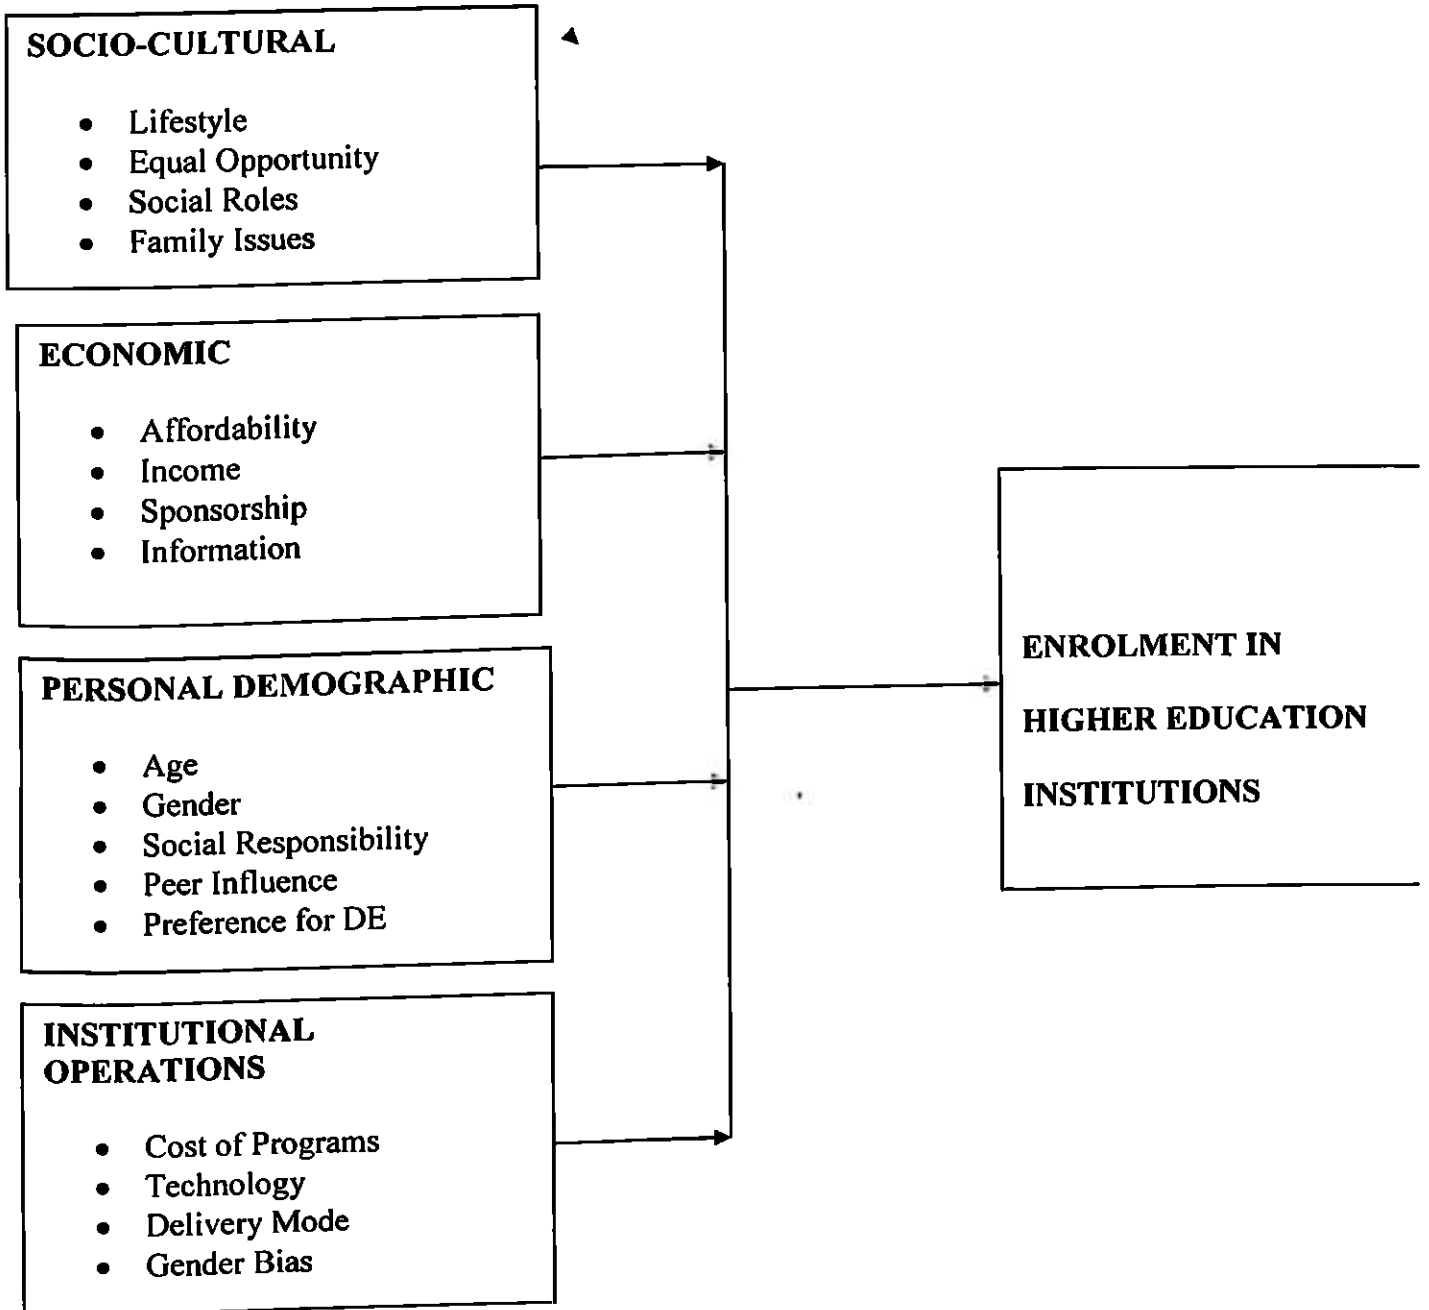 SOCIO-CULTURAL
• Lifestyle
• Equal Opportunity
• Social Roles
• Family Issues
ECONOMIC
• Affordability
• Income
• Sponsorship
• Information
PERSONAL DEMOGRAPHIC
• Age
• Gender
• Social Responsibility
• Peer Influence
• Preference for DE
INSTITUTIONAL
OPERATIONS
• Cost of Programs
• Technology
• Delivery Mode
• Gender Bias
ENROLMENT IN
HIGHER EDUCATION
INSTITUTIONS